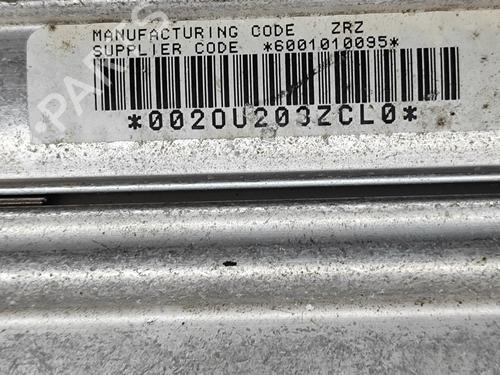 MANUFACTURING CODE ZRZ
SUPPLIER CODE *6001010095*
*0020U203ZCL0*